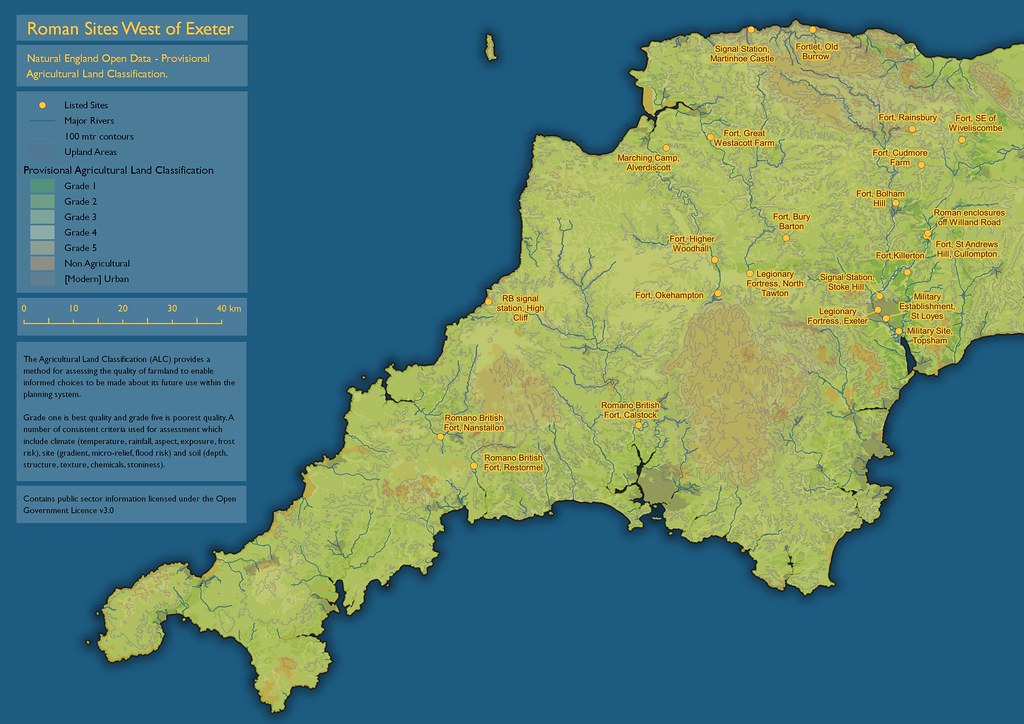 Roman Sites West of Exeter
Natural England Open Data - Provisional
Agricultural Land Classification.
Listed Sites
Major Rivers
100 mtr contours
Upland Areas
Provisional Agricultural Land Classification
Grade 1
Grade 2
Grade 3
Grade 4
Grade 5
Non Agricultural
[Modern] Urban
0 10 20 30 40 km
The Agricultural Land Classification (ALC) provides a
method for assessing the quality of farmland to enable
informed choices to be made about its future use within the
planning system.
Grade one is best quality and grade five is poorest quality. A
number of consistent criteria used for assessment which
include climate (temperature, rainfall, aspect, exposure, frost
risk), site (gradient, micro-relief, flood risk) and soil (depth,
structure, texture, chemicals, stoniness).
Contains public sector information licensed under the Open
Government Licence v3.0
Signal Station,
Martinhoe Castle
Fortlet, Old
Burrow
Fort, Rainsbury
Fort, SE of
Wiveliscombe
Fort, Great
Westacott Farm
Marching Camp,
Alverdiscott
Fort, Cudmore
Farm
Fort, Bolham
Hill
Roman enclosures
off Willand Road
Fort, Bury
Barton
Fort, Higher
Woodhall
Fort, St Andrews
Hill, Cullompton
Fort,Killerton
Legionary
Fortress, North
Tawton
Signal Station,
Stoke Hill
Fort, Okehampton
RB signal
station, High
Cliff
Military
Establishment,
St Loyes
Legionary
Fortress, Exeter
Military Site,
Topsham
Romano British
Fort, Calstock
Romano British
Fort, Nanstallon
Romano British
Fort, Restormel